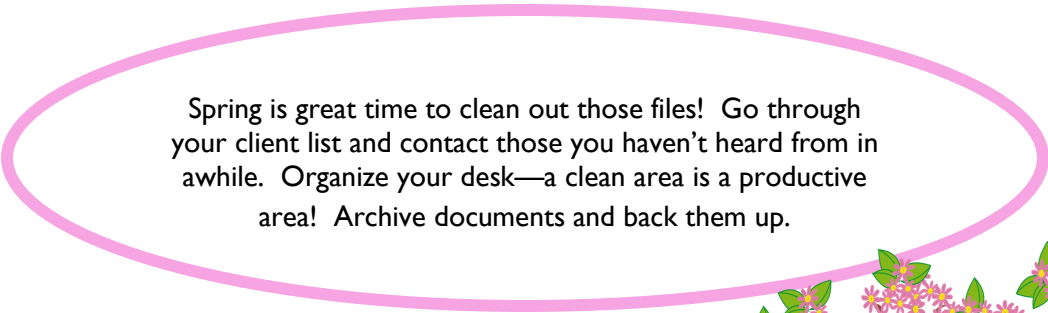 Spring is great time to clean out those files!  Go through
your client list and contact those you haven’t heard from in
awhile.  Organize your desk—a clean area is a productive
area!  Archive documents and back them up.